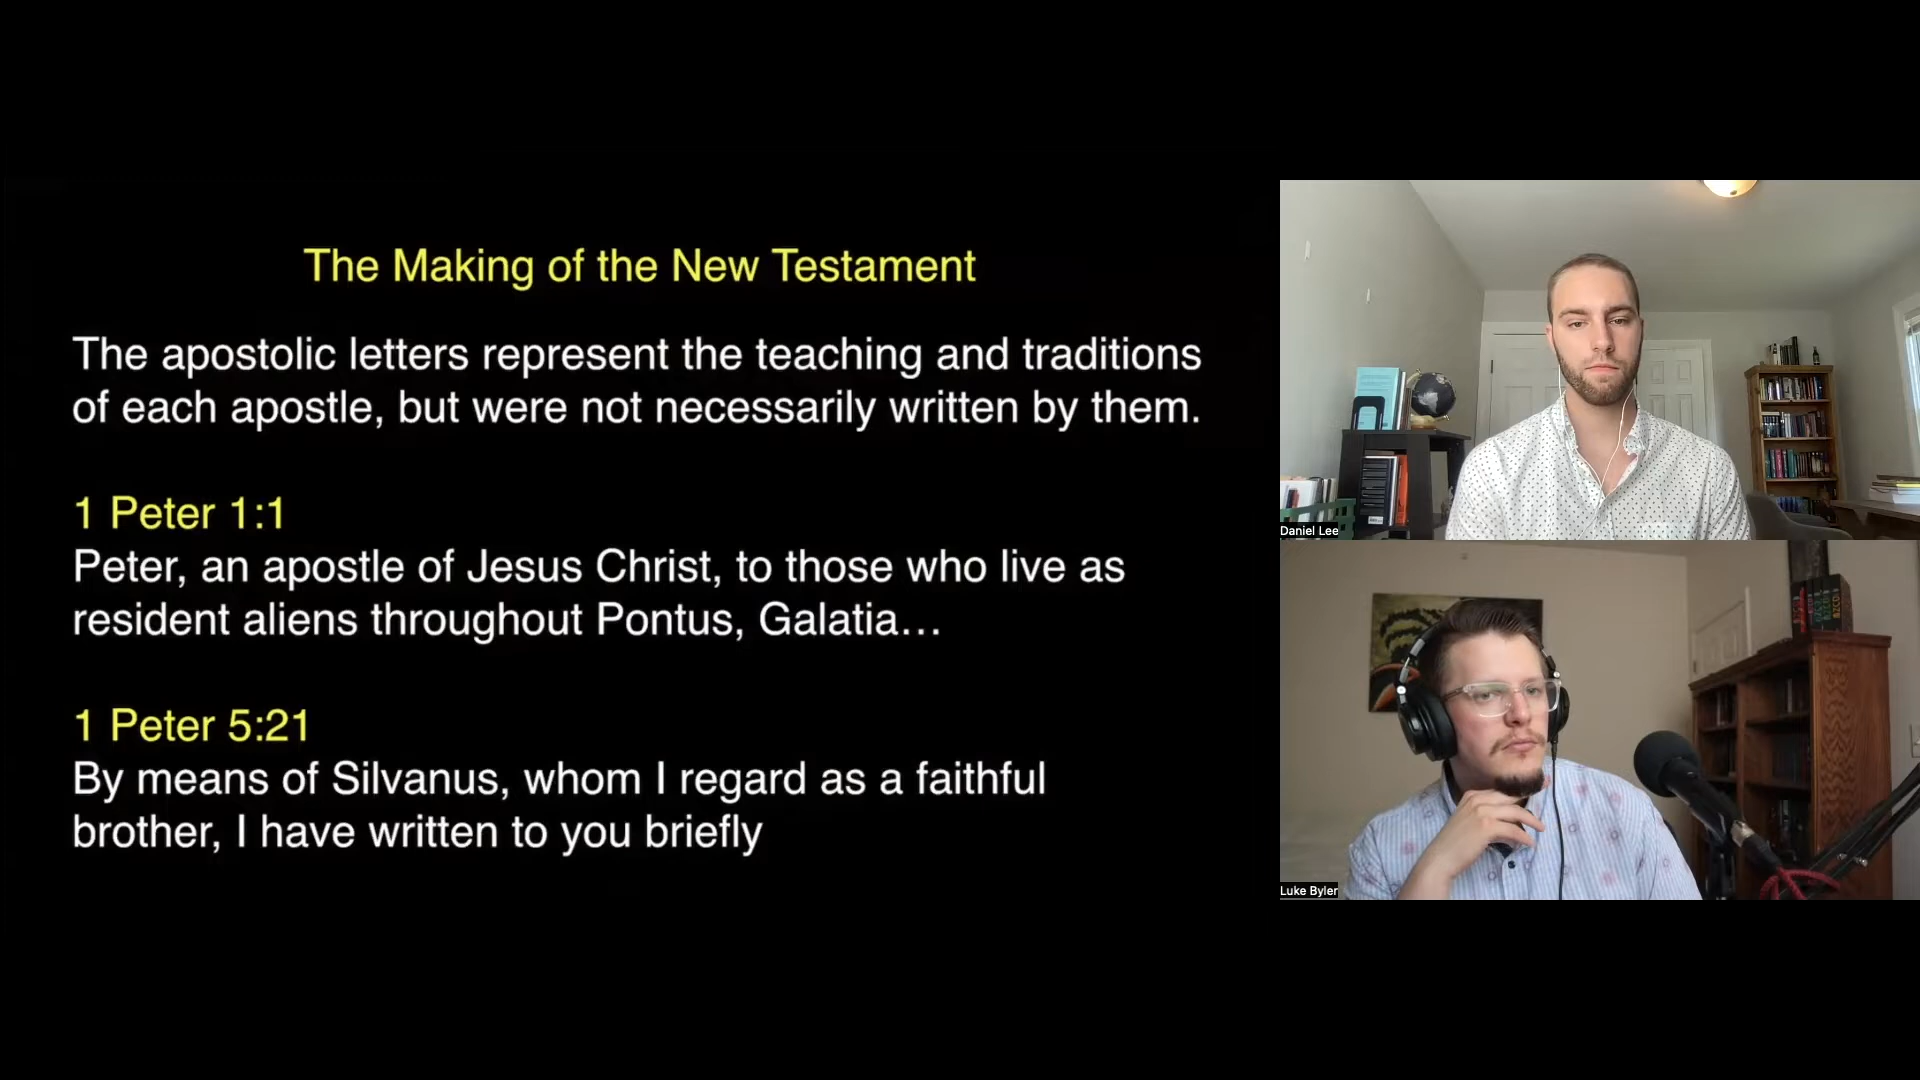 The Making of the New Testament
The apostolic letters represent the teaching and traditions
of each apostle, but were not necessarily written by them.
1 Peter 1:1
Peter, an apostle of Jesus Christ, to those who live as
resident aliens throughout Pontus, Galatia…
1 Peter 5:21
By means of Silvanus, whom I regard as a faithful
brother, I have written to you briefly
Daniel Lee
Luke Byler